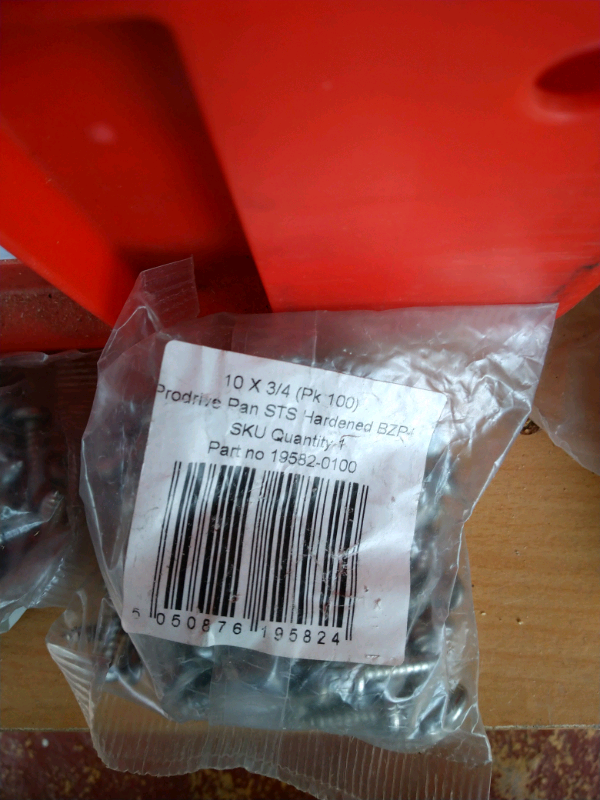 10 X 3/4 (Pk 100)
Prodrive Pan STS Hardened BZP
SKU Quantity 1
Part no 19582-0100
5 050876 195824